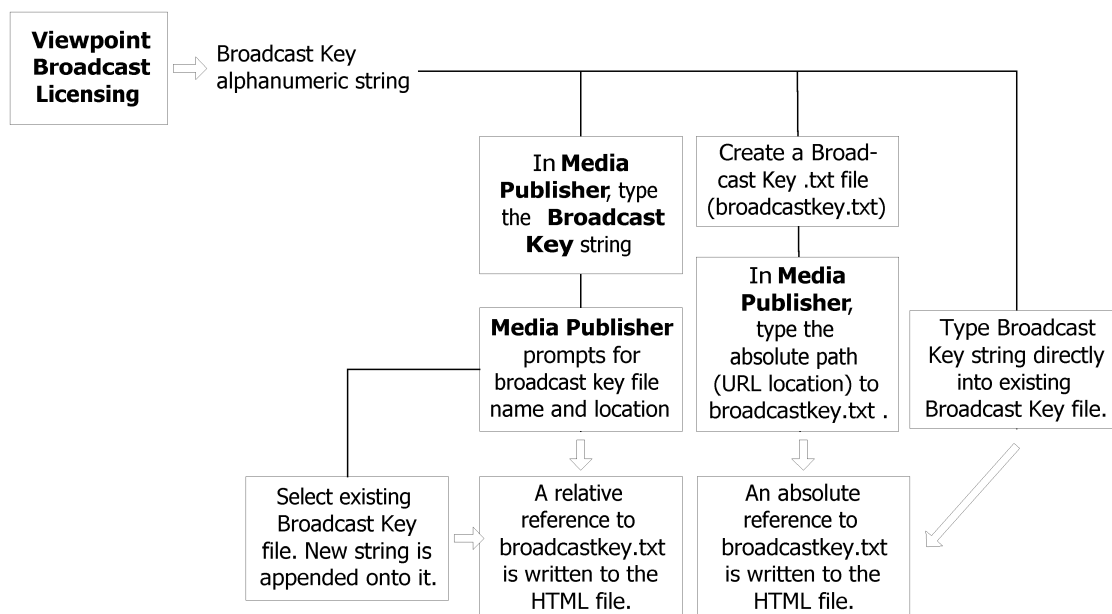 Viewpoint
Broadcast
Licensing
Broadcast Key
alphanumeric string
In Media
Publisher, type
the Broadcast
Key string
Create a Broad-
cast Key .txt file
(broadcastkey.txt)
In Media
Publisher,
type the
absolute path
(URL location) to
broadcastkey.txt .
Media Publisher
prompts for
broadcast key file
name and location
Type Broadcast
Key string directly
into existing
Broadcast Key file.
Select existing
Broadcast Key
file. New string is
appended onto it.
A relative
reference to
broadcastkey.txt
is written to the
HTML file.
An absolute
reference to
broadcastkey.txt
is written to the
HTML file.